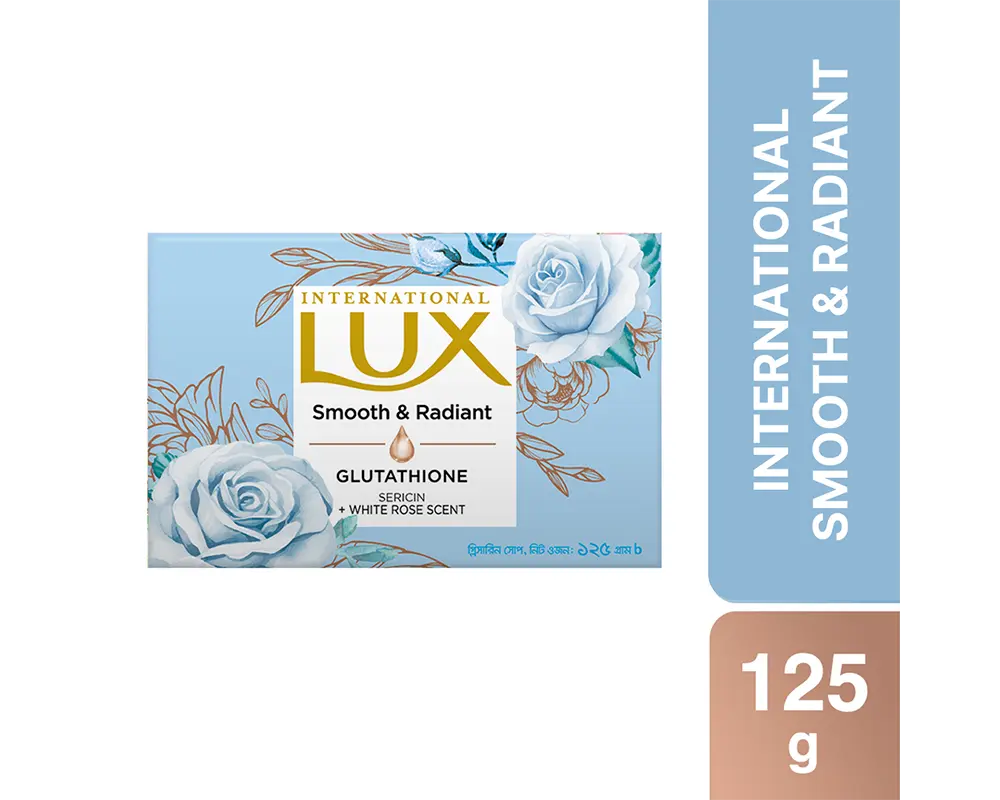 INTERNATIONAL
LUX
Smooth & Radiant
GLUTATHIONE
SERICIN
+ WHITE ROSE SCENT
গ্লিসারিন সোপ, নিট ওজন: ১২৫ গ্রাম b
INTERNATIONAL
SMOOTH & RADIANT
125
g